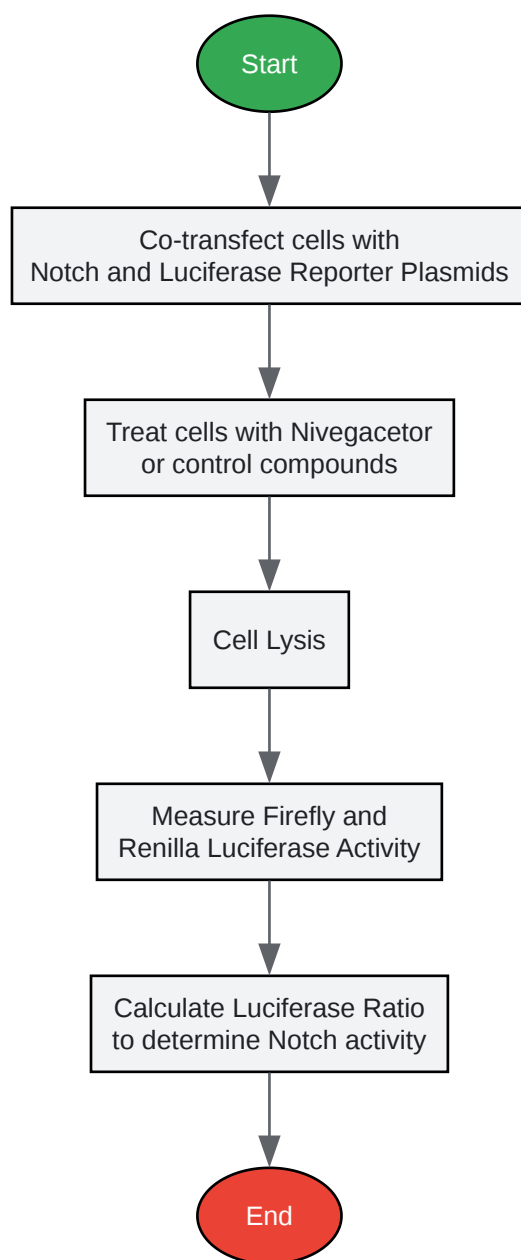 Start
Co-transfect cells with
Notch and Luciferase Reporter Plasmids
Treat cells with Nivegacetor
or control compounds
Cell Lysis
Measure Firefly and
Renilla Luciferase Activity
Calculate Luciferase Ratio
to determine Notch activity
End